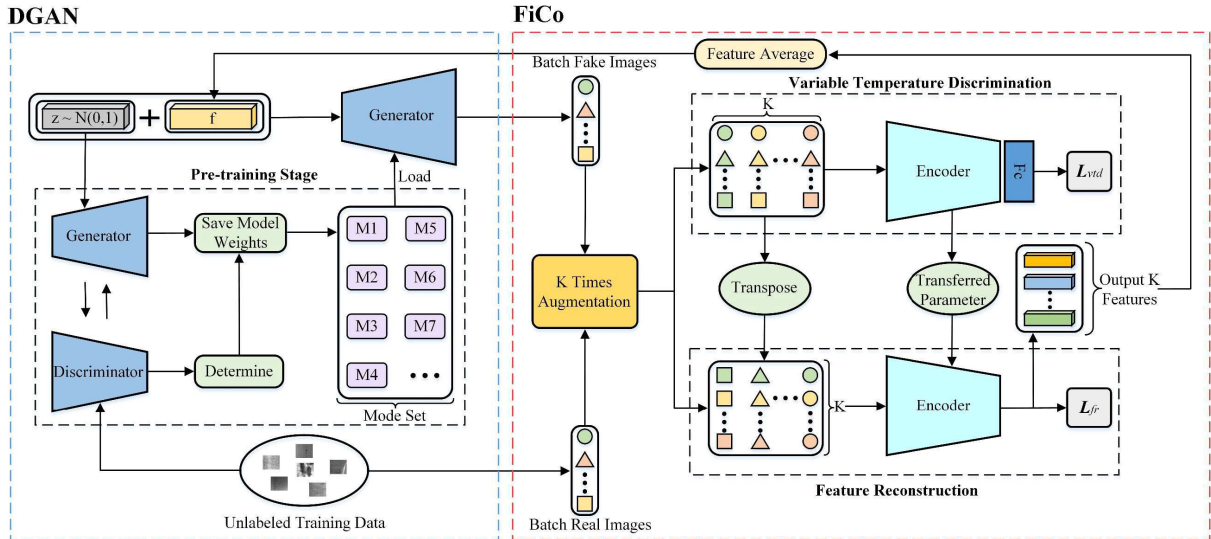 DGAN
FiCo
Feature Average
Batch Fake Images
Variable Temperature Discrimination
z ~ N(0,1)
+
f
Generator
K
Encoder
Fc
Lvtd
Pre-training Stage
Load
Generator
Save Model
Weights
M1
M5
M2
M6
M3
M7
M4
Mode Set
K Times
Augmentation
Transpose
Transferred
Parameter
Output K
Features
Discriminator
Determine
K
Encoder
Lfr
Feature Reconstruction
Unlabeled Training Data
Batch Real Images